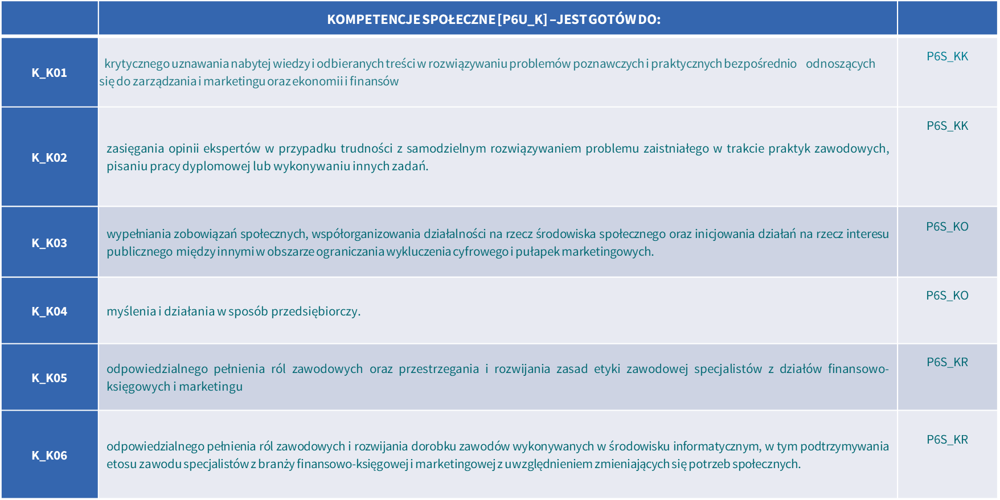 KOMPETENCJE SPOŁECZNE [P6U_K] –JEST GOTÓW DO:
K_K01
krytycznego uznawania nabytej wiedzy i odbieranych treści w rozwiązywaniu problemów poznawczych i praktycznych bezpośrednio odnoszących
się do zarządzania i marketingu oraz ekonomii i finansów
P6S_KK
K_K02
zasięgania opinii ekspertów w przypadku trudności z samodzielnym rozwiązywaniem problemu zaistniałego w trakcie praktyk zawodowych,
pisaniu pracy dyplomowej lub wykonywaniu innych zadań.
P6S_KK
K_K03
wypełniania zobowiązań społecznych, współorganizowania działalności na rzecz środowiska społecznego oraz inicjowania działań na rzecz interesu
publicznego między innymi w obszarze ograniczania wykluczenia cyfrowego i pułapek marketingowych.
P6S_KO
K_K04
myślenia i działania w sposób przedsiębiorczy.
P6S_KO
K_K05
odpowiedzialnego pełnienia ról zawodowych oraz przestrzegania i rozwijania zasad etyki zawodowej specjalistów z działów finansowo-
księgowych i marketingu
P6S_KR
K_K06
odpowiedzialnego pełnienia ról zawodowych i rozwijania dorobku zawodów wykonywanych w środowisku informatycznym, w tym podtrzymywania
etosu zawodu specjalistów z branży finansowo-księgowej i marketingowej z uwzględnieniem zmieniających się potrzeb społecznych.
P6S_KR